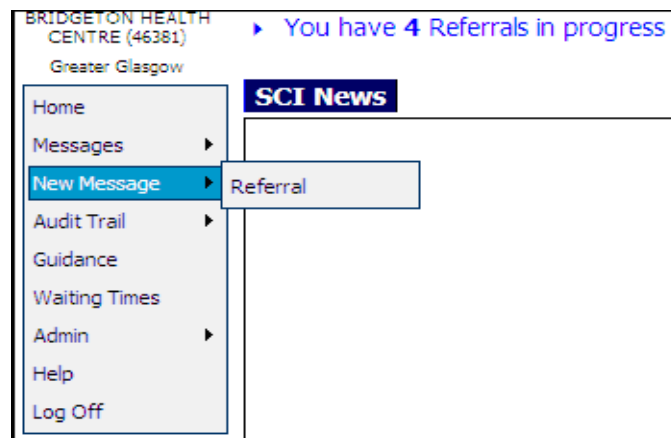 BRIDGETON HEALTH
CENTRE (46381)
Greater Glasgow
You have 4 Referrals in progress
SCI News
Home
Messages
New Message
Referral
Audit Trail
Guidance
Waiting Times
Admin
Help
Log Off